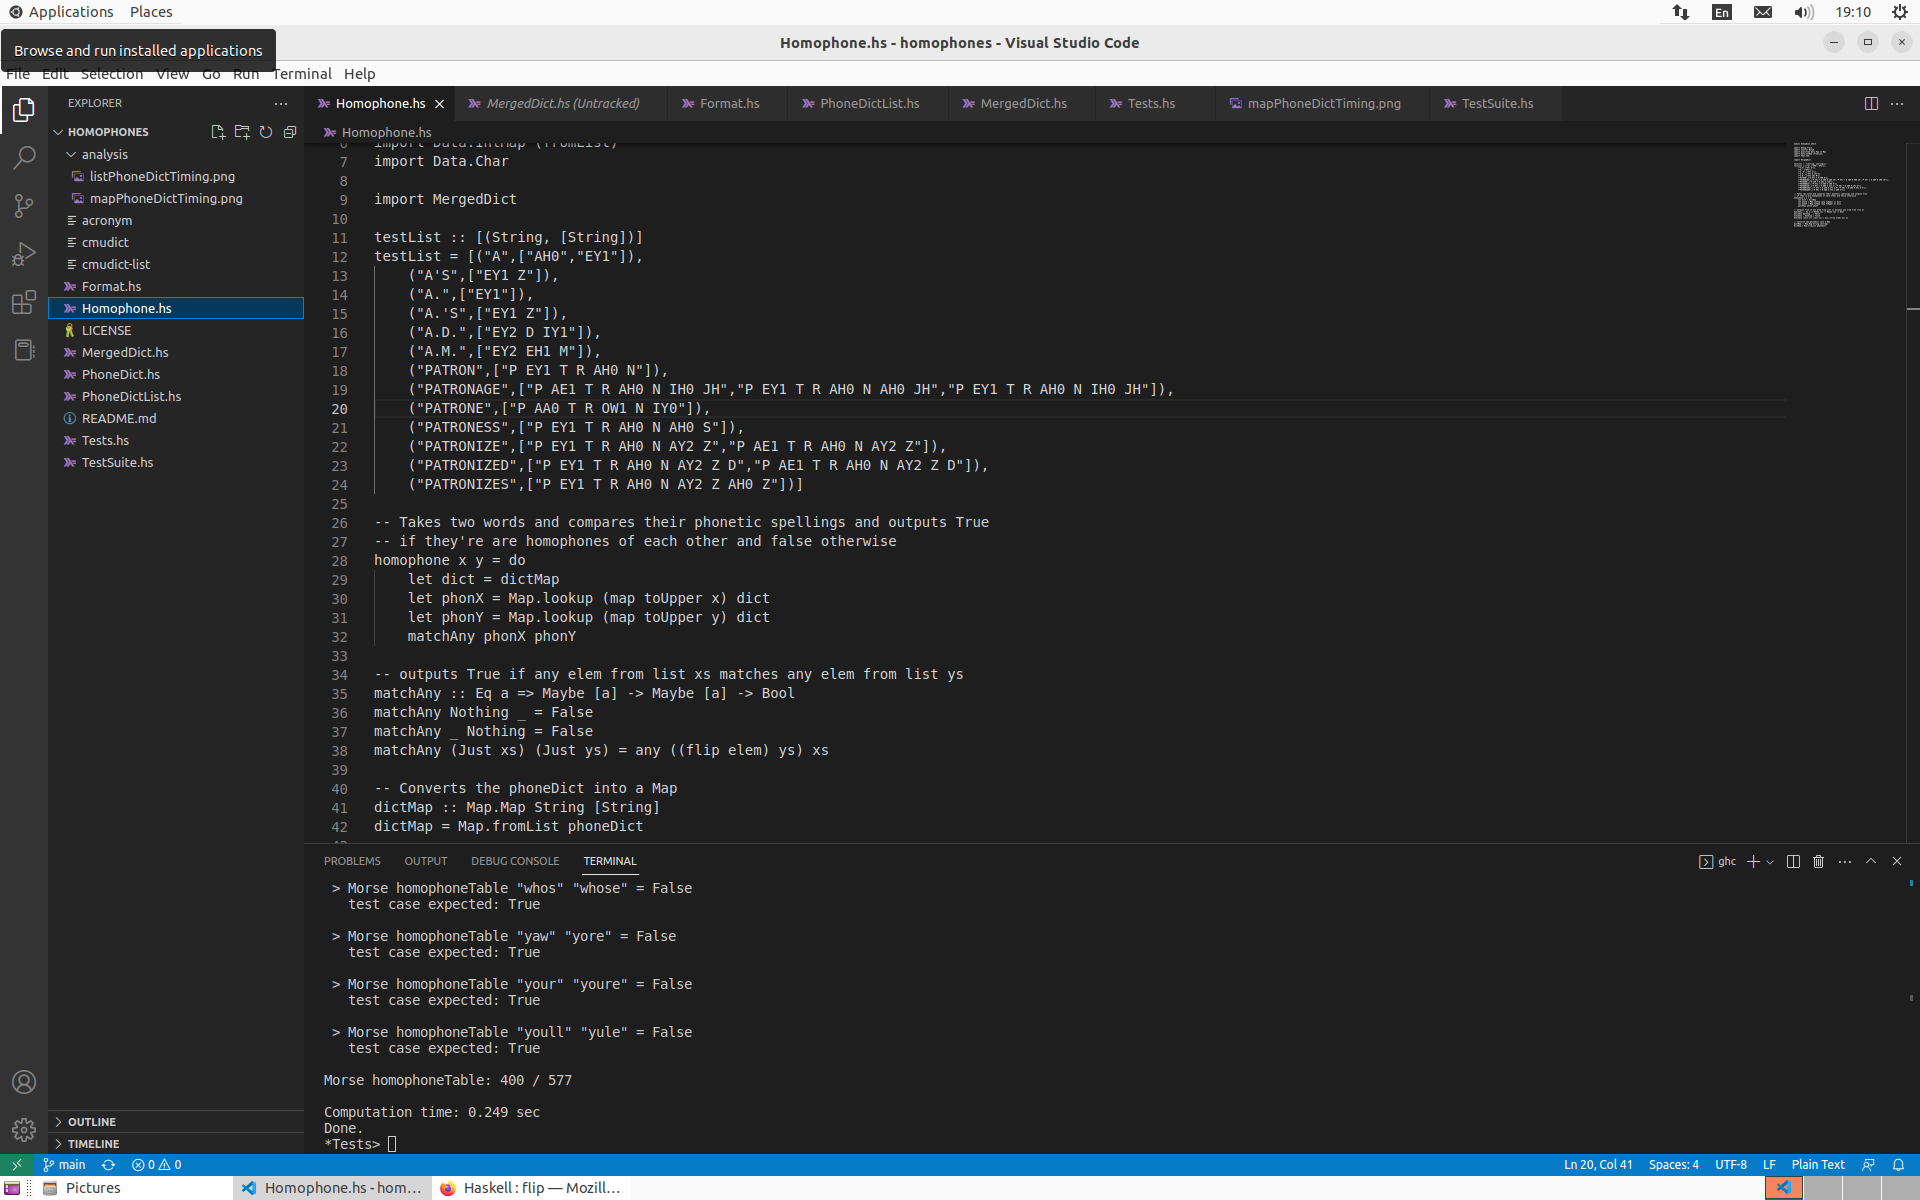 Applications Places
En 19:10
Browse and run installed applications
Homophone.hs - homophones - Visual Studio Code
File Edit Selection View Go Run Terminal Help
EXPLORER
HOMOPHONES
analysis
listPhoneDictTiming.png
mapPhoneDictTiming.png
acronym
cmudict
cmudict-list
Format.hs
Homophone.hs
LICENSE
MergedDict.hs
PhoneDict.hs
PhoneDictList.hs
README.md
Tests.hs
TestSuite.hs
OUTLINE
TIMELINE
Homophone.hs MergedDict.hs (Untracked) Format.hs PhoneDictList.hs MergedDict.hs Tests.hs mapPhoneDictTiming.png TestSuite.hs
Homophone.hs
6 import Data.IntMap (fromList)
7 import Data.Char
8
9 import MergedDict
10
11 testList :: [(String, [String])]
12 testList = [("A",["AH0","EY1"]),
13 ("A'S",["EY1 Z"]),
14 ("A.",["EY1"]),
15 ("A.'S",["EY1 Z"]),
16 ("A.D.",["EY2 D IY1"]),
17 ("A.M.",["EY2 EH1 M"]),
18 ("PATRON",["P EY1 T R AH0 N"]),
19 ("PATRONAGE",["P AE1 T R AH0 N IH0 JH","P EY1 T R AH0 N AH0 JH","P EY1 T R AH0 N IH0 JH"]),
20 ("PATRONE",["P AA0 T R OW1 N IY0"]),
21 ("PATRONESS",["P EY1 T R AH0 N AH0 S"]),
22 ("PATRONIZE",["P EY1 T R AH0 N AY2 Z","P AE1 T R AH0 N AY2 Z"]),
23 ("PATRONIZED",["P EY1 T R AH0 N AY2 Z D","P AE1 T R AH0 N AY2 Z D"]),
24 ("PATRONIZES",["P EY1 T R AH0 N AY2 Z AH0 Z"])]
25
26 -- Takes two words and compares their phonetic spellings and outputs True
27 -- if they're are homophones of each other and false otherwise
28 homophone x y = do
29 let dict = dictMap
30 let phonX = Map.lookup (map toUpper x) dict
31 let phonY = Map.lookup (map toUpper y) dict
32 matchAny phonX phonY
33
34 -- outputs True if any elem from list xs matches any elem from list ys
35 matchAny :: Eq a => Maybe [a] -> Maybe [a] -> Bool
36 matchAny Nothing _ = False
37 matchAny _ Nothing = False
38 matchAny (Just xs) (Just ys) = any ((flip elem) ys) xs
39
40 -- Converts the phoneDict into a Map
41 dictMap :: Map.Map String [String]
42 dictMap = Map.fromList phoneDict
PROBLEMS OUTPUT DEBUG CONSOLE TERMINAL
ghc
> Morse homophoneTable "whos" "whose" = False
test case expected: True
> Morse homophoneTable "yaw" "yore" = False
test case expected: True
> Morse homophoneTable "your" "youre" = False
test case expected: True
> Morse homophoneTable "youll" "yule" = False
test case expected: True
Morse homophoneTable: 400 / 577
Computation time: 0.249 sec
Done.
*Tests>
main 0 0
Ln 20, Col 41 Spaces: 4 UTF-8 LF Plain Text
Pictures Homophone.hs - hom... Haskell : flip — Mozill...